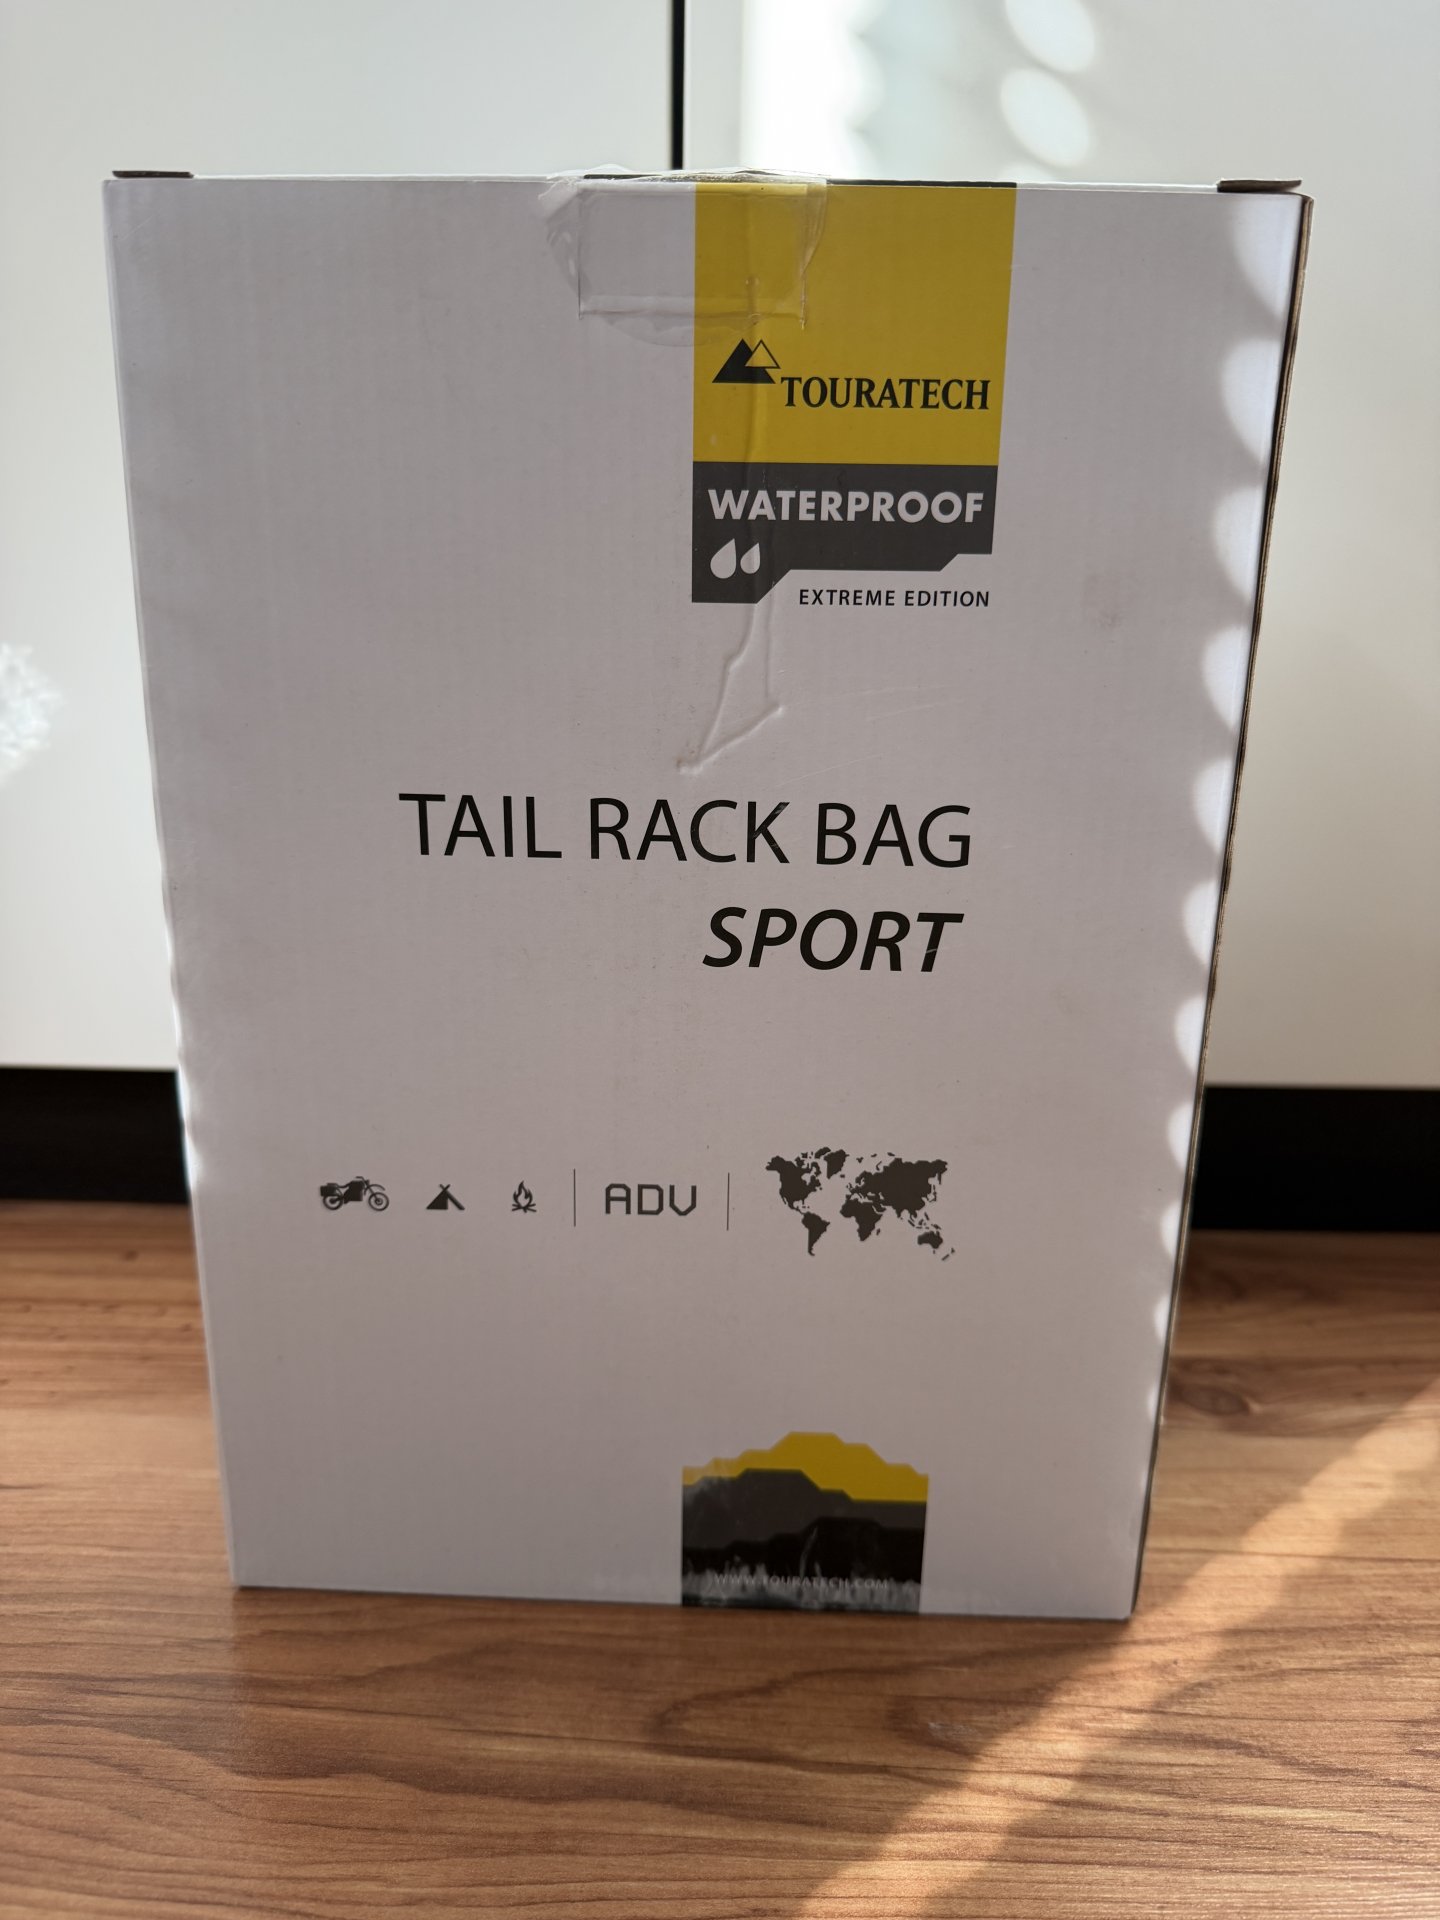 TOURATECH
WATERPROOF
EXTREME EDITION
TAIL RACK BAG
SPORT
ADV
WWW.TOURATECH.COM